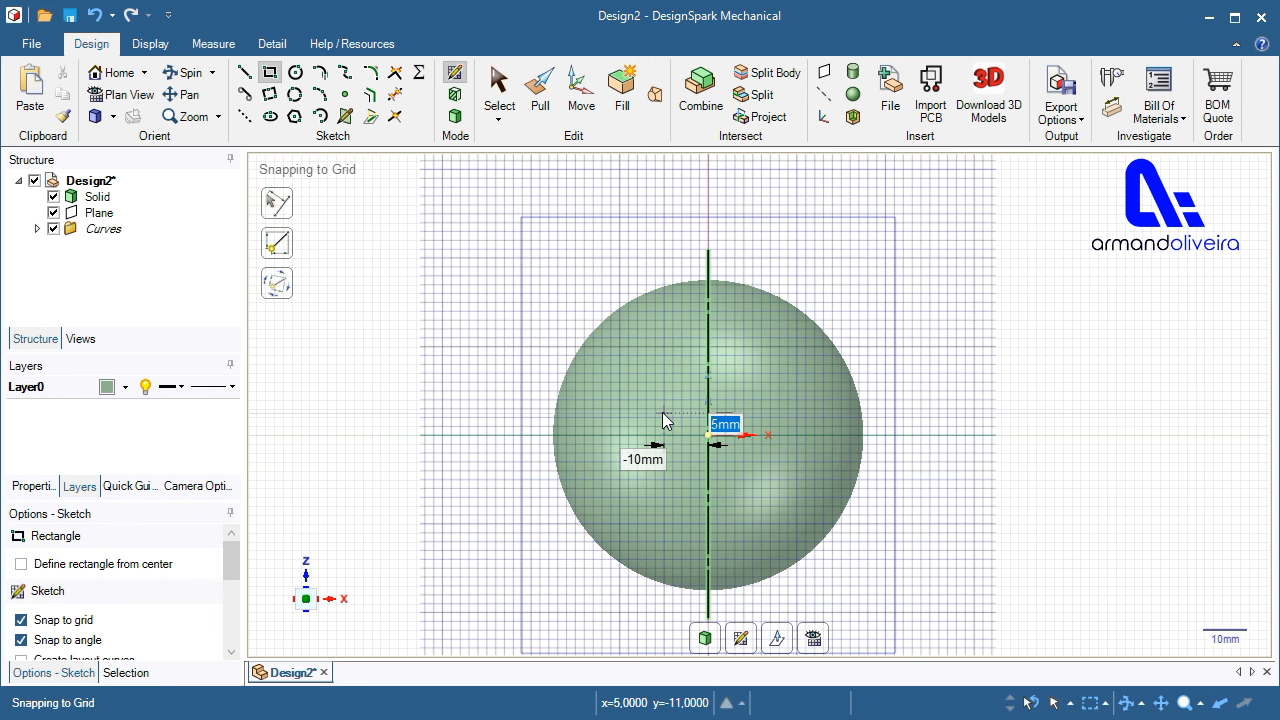 Design2 - DesignSpark Mechanical
File Design Display Measure Detail Help / Resources
Paste
Clipboard
Home Spin
Plan View Pan
Zoom
Orient
Sketch
Mode
Select Pull Move Fill
Edit
Combine Split Body
Split
Project
Intersect
File Import PCB Download 3D Models
3D
Insert
Export Options
Output
Bill Of Materials
Investigate
BOM Quote
Order
Structure
Design2*
Solid
Plane
Curves
Structure Views
Layers
Layer0
Properti... Layers Quick Gui... Camera Opti...
Options - Sketch
Rectangle
Define rectangle from center
Sketch
Snap to grid
Snap to angle
Create layout curves
Options - Sketch Selection
Snapping to Grid
armandoliveira
5mm
-10mm
X
Z
X
10mm
Design2*
Snapping to Grid
x=5,0000 y=-11,0000